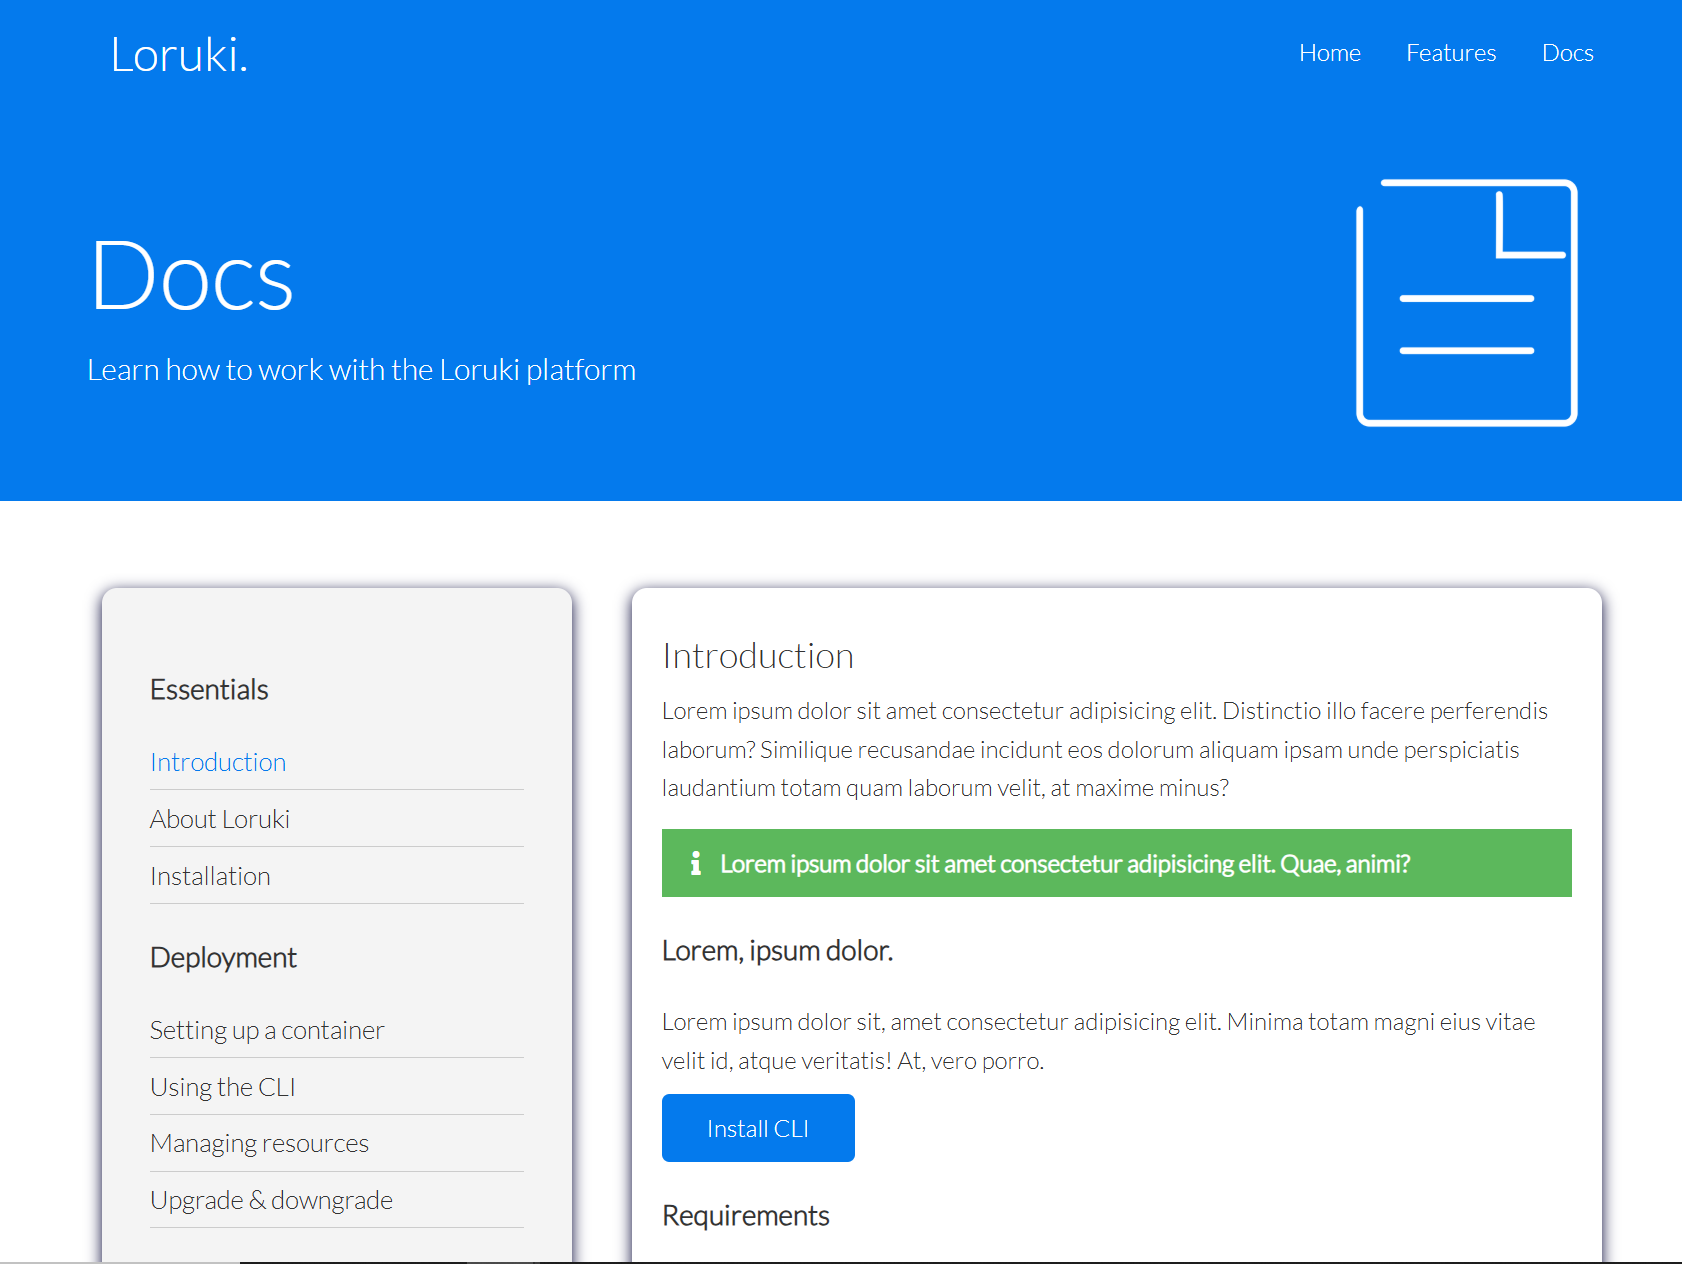 Loruki.
Home Features Docs
Docs
Learn how to work with the Loruki platform
Essentials
Introduction
About Loruki
Installation
Deployment
Setting up a container
Using the CLI
Managing resources
Upgrade & downgrade
Introduction
Lorem ipsum dolor sit amet consectetur adipisicing elit. Distinctio illo facere perferendis
laborum? Similique recusandae incidunt eos dolorum aliquam ipsam unde perspiciatis
laudantium totam quam laborum velit, at maxime minus?
Lorem ipsum dolor sit amet consectetur adipisicing elit. Quae, animi?
Lorem, ipsum dolor.
Lorem ipsum dolor sit, amet consectetur adipisicing elit. Minima totam magni eius vitae
velit id, atque veritatis! At, vero porro.
Install CLI
Requirements